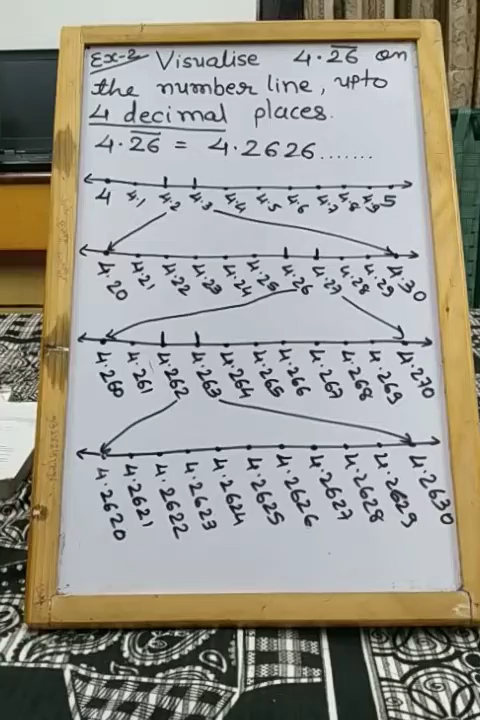 Ex-2 Visualise 4.2̅6̅ on
the number line, upto
4 decimal places.
4.2̅6̅ = 4.2626.......
4 4.1 4.2 4.3 4.4 4.5 4.6 4.7 4.8 4.9 5
4.20 4.21 4.22 4.23 4.24 4.25 4.26 4.27 4.28 4.29 4.30
4.260 4.261 4.262 4.263 4.264 4.265 4.266 4.267 4.268 4.269 4.270
4.2620 4.2621 4.2622 4.2623 4.2624 4.2625 4.2626 4.2627 4.2628 4.2629 4.2630